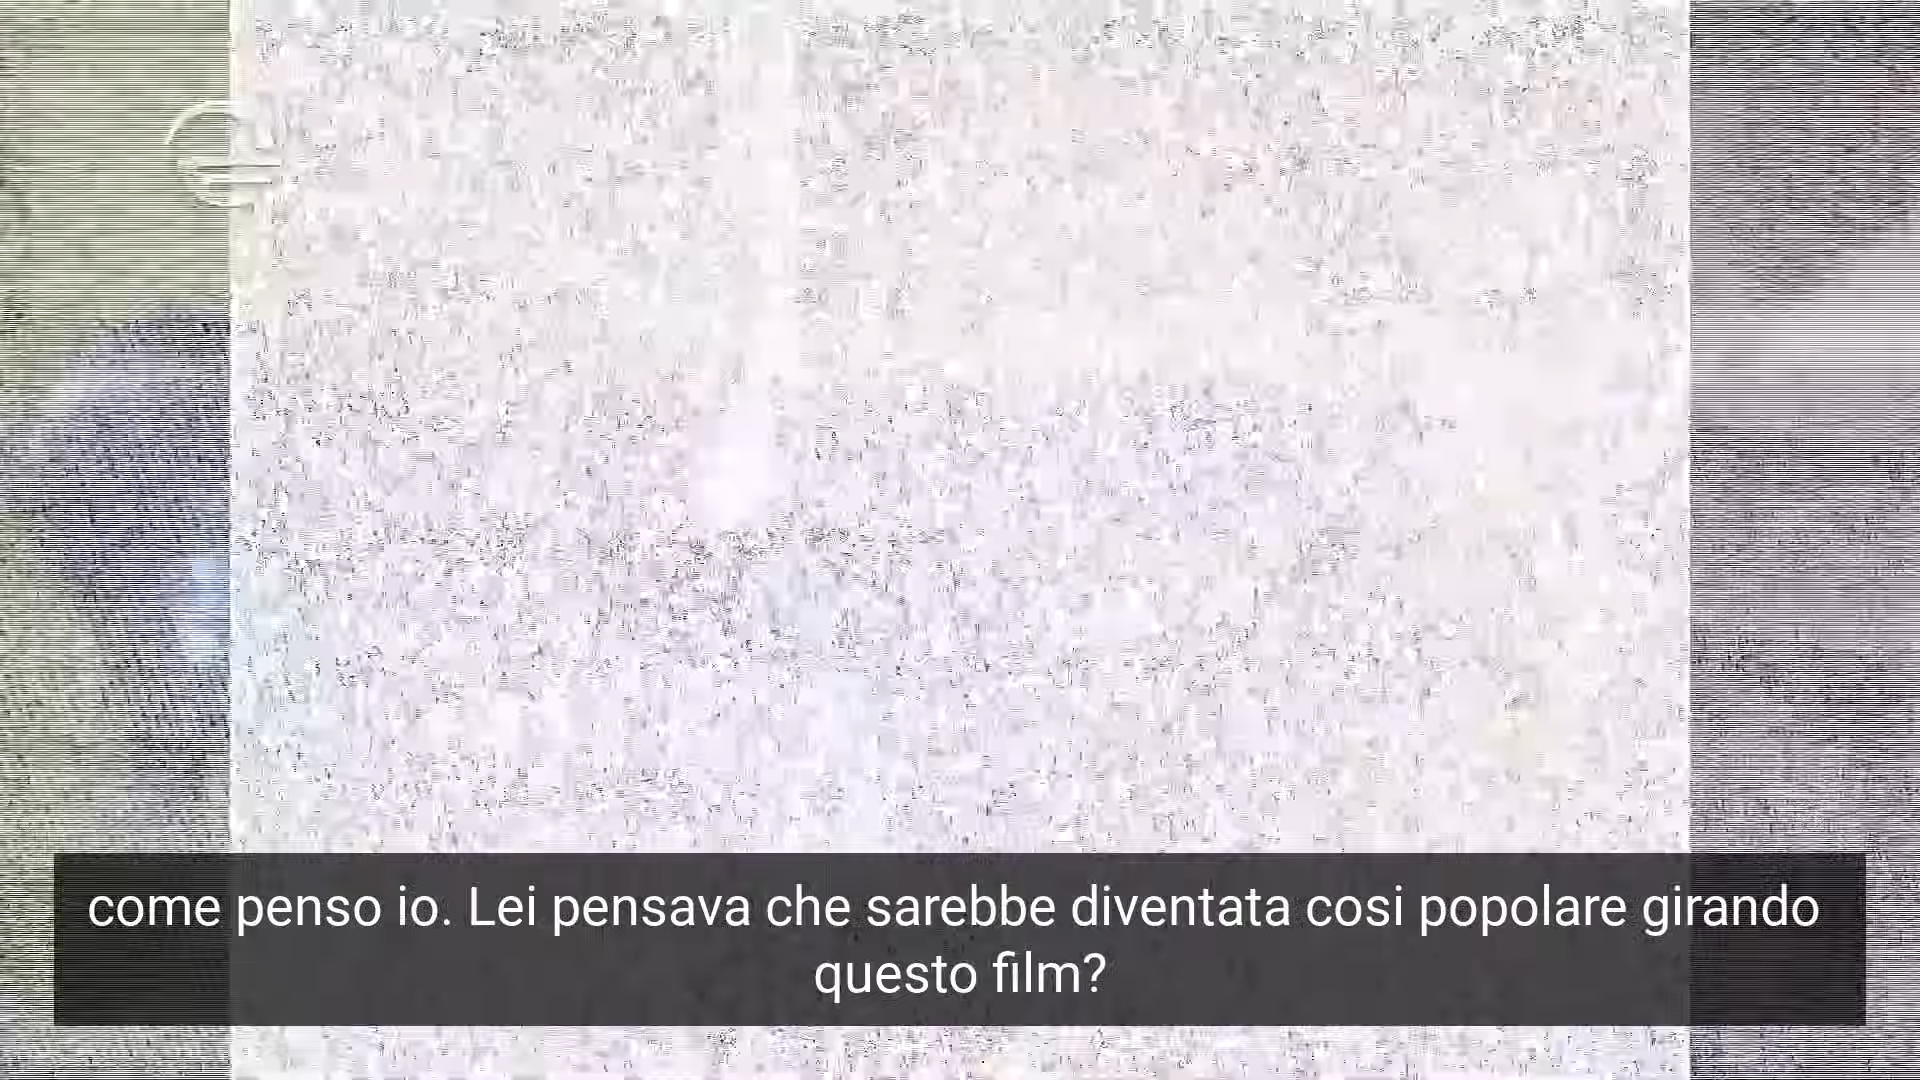 come penso io. Lei pensava che sarebbe diventata cosi popolare girando
questo film?